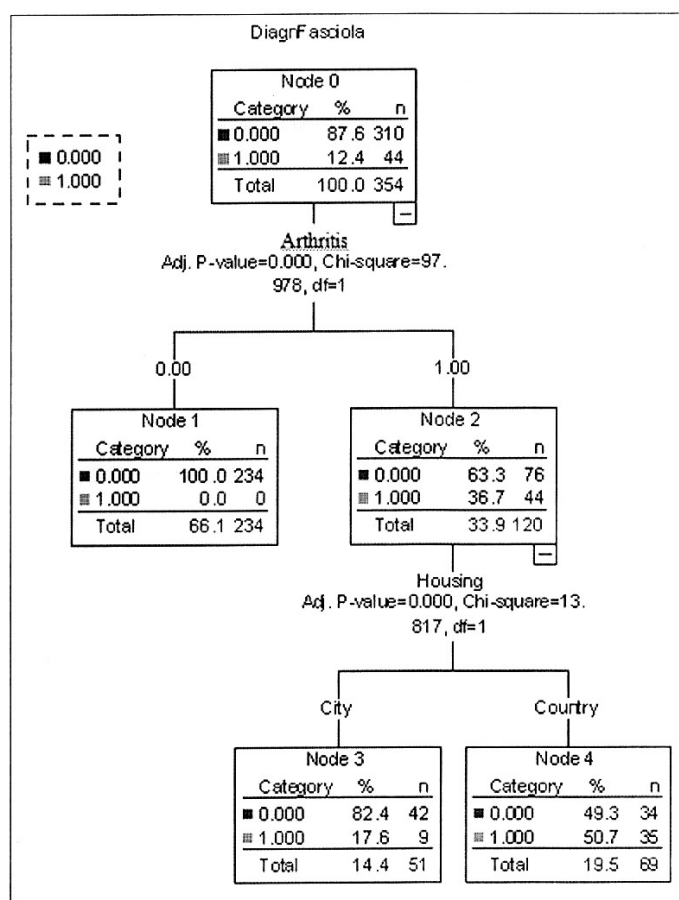 DiagnFasciola
Node 0
Category % n
0.000 87.6 310
1.000 12.4 44
Total 100.0 354
0.000
1.000
Arthritis
Adj. P-value=0.000, Chi-square=97.
978, df=1
0.00
1.00
Node 1
Category % n
0.000 100.0 234
1.000 0.0 0
Total 66.1 234
Node 2
Category % n
0.000 63.3 76
1.000 36.7 44
Total 33.9 120
Housing
Adj. P-value=0.000, Chi-square=13.
817, df=1
City
Country
Node 3
Category % n
0.000 82.4 42
1.000 17.6 9
Total 14.4 51
Node 4
Category % n
0.000 49.3 34
1.000 50.7 35
Total 19.5 69